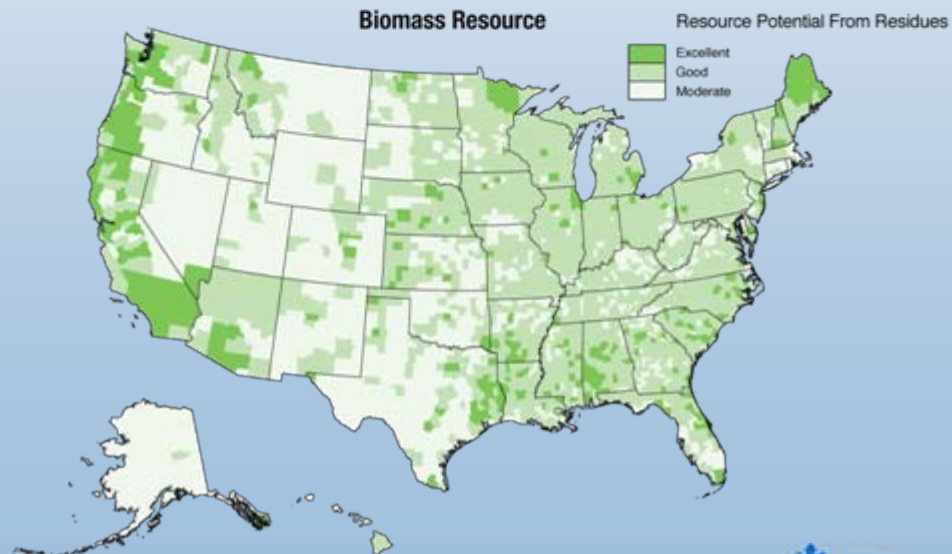 Biomass Resource
Resource Potential From Residues
Excellent
Good
Moderate